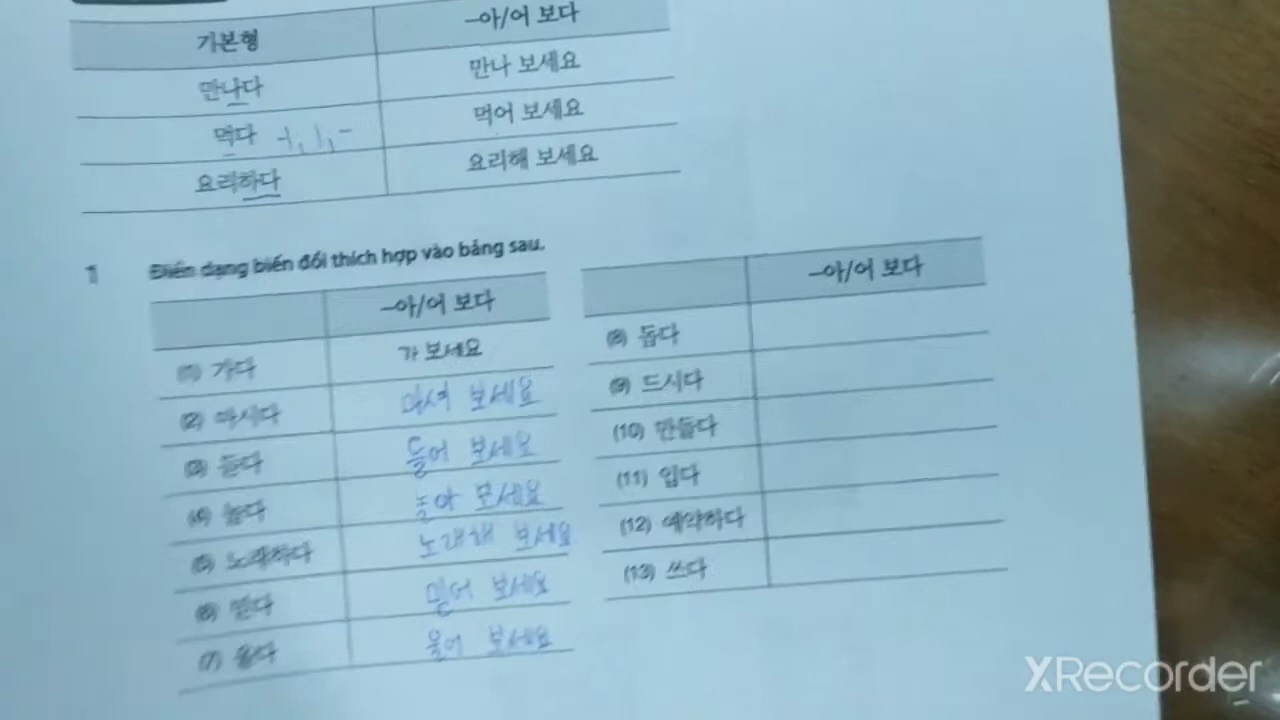 기본형 -아/어 보다
만나다 만나 보세요
먹다 ㅓ, ㅏ, ㅡ 먹어 보세요
요리하다 요리해 보세요
1 Điền dạng biến đổi thích hợp vào bảng sau.
-아/어 보다
(1) 가다 가 보세요
(2) 마시다 마셔 보세요
(3) 듣다 들어 보세요
(4) 놀다 놀아 보세요
(5) 노래하다 노래해 보세요
(6) 믿다 믿어 보세요
(7) 울다 울어 보세요
-아/어 보다
(8) 돕다
(9) 드시다
(10) 만들다
(11) 입다
(12) 예약하다
(13) 쓰다
XRecorder